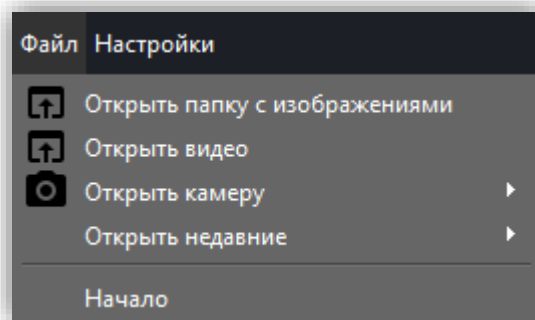 Файл Настройки
Открыть папку с изображениями
Открыть видео
Открыть камеру
Открыть недавние
Начало